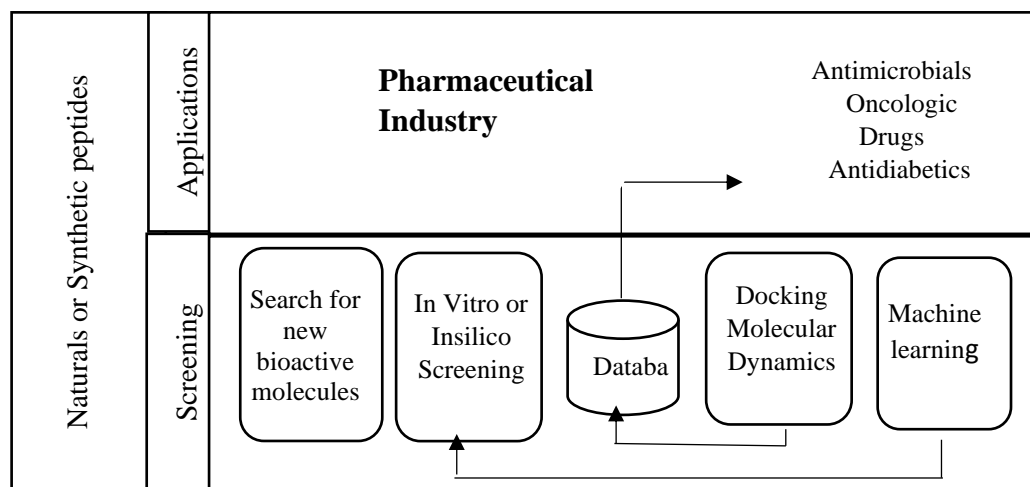 Naturals or Synthetic peptides
Applications
Pharmaceutical
Industry
Antimicrobials
Oncologic
Drugs
Antidiabetics
Screening
Search for
new
bioactive
molecules
In Vitro or
Insilico
Screening
Databa
Docking
Molecular
Dynamics
Machine
learning